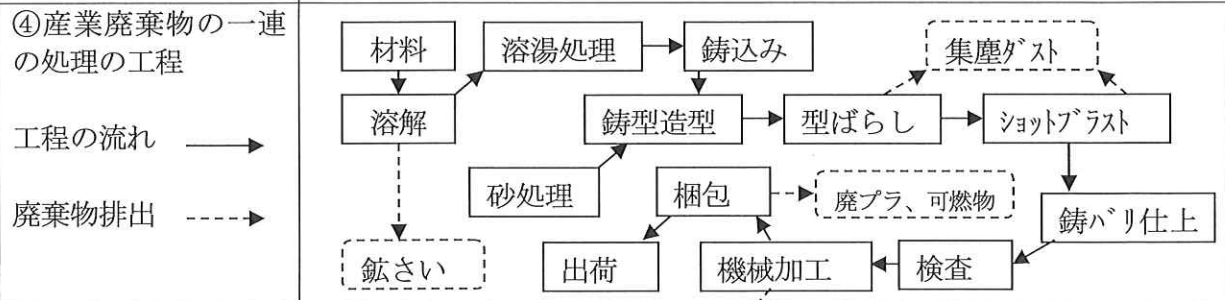 ④産業廃棄物の一連
の処理の工程
工程の流れ
廃棄物排出
材料
溶湯処理
鋳込み
集塵ダスト
溶解
鋳型造型
型ばらし
ショットブラスト
砂処理
梱包
廃プラ、可燃物
鋳バリ仕上
鉱さい
出荷
機械加工
検査